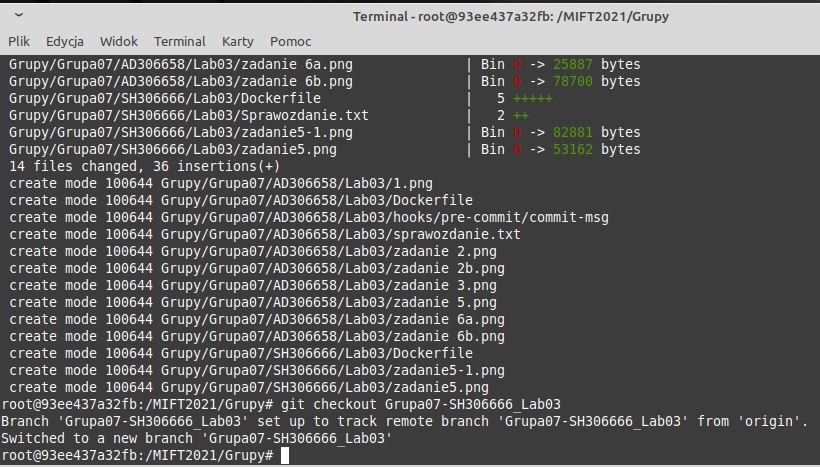 Terminal - root@93ee437a32fb: /MIFT2021/Grupy
Plik Edycja Widok Terminal Karty Pomoc
Grupy/Grupa07/AD306658/Lab03/zadanie 6a.png | Bin 0 -> 25887 bytes
Grupy/Grupa07/AD306658/Lab03/zadanie 6b.png | Bin 0 -> 78700 bytes
Grupy/Grupa07/SH306666/Lab03/Dockerfile | 5 +++++
Grupy/Grupa07/SH306666/Lab03/Sprawozdanie.txt | 2 ++
Grupy/Grupa07/SH306666/Lab03/zadanie5-1.png | Bin 0 -> 82881 bytes
Grupy/Grupa07/SH306666/Lab03/zadanie5.png | Bin 0 -> 53162 bytes
14 files changed, 36 insertions(+)
create mode 100644 Grupy/Grupa07/AD306658/Lab03/1.png
create mode 100644 Grupy/Grupa07/AD306658/Lab03/Dockerfile
create mode 100644 Grupy/Grupa07/AD306658/Lab03/hooks/pre-commit/commit-msg
create mode 100644 Grupy/Grupa07/AD306658/Lab03/sprawozdanie.txt
create mode 100644 Grupy/Grupa07/AD306658/Lab03/zadanie 2.png
create mode 100644 Grupy/Grupa07/AD306658/Lab03/zadanie 2b.png
create mode 100644 Grupy/Grupa07/AD306658/Lab03/zadanie 3.png
create mode 100644 Grupy/Grupa07/AD306658/Lab03/zadanie 5.png
create mode 100644 Grupy/Grupa07/AD306658/Lab03/zadanie 6a.png
create mode 100644 Grupy/Grupa07/AD306658/Lab03/zadanie 6b.png
create mode 100644 Grupy/Grupa07/SH306666/Lab03/Dockerfile
create mode 100644 Grupy/Grupa07/SH306666/Lab03/zadanie5-1.png
create mode 100644 Grupy/Grupa07/SH306666/Lab03/zadanie5.png
root@93ee437a32fb:/MIFT2021/Grupy# git checkout Grupa07-SH306666_Lab03
Branch 'Grupa07-SH306666_Lab03' set up to track remote branch 'Grupa07-SH306666_Lab03' from 'origin'.
Switched to a new branch 'Grupa07-SH306666_Lab03'
root@93ee437a32fb:/MIFT2021/Grupy#